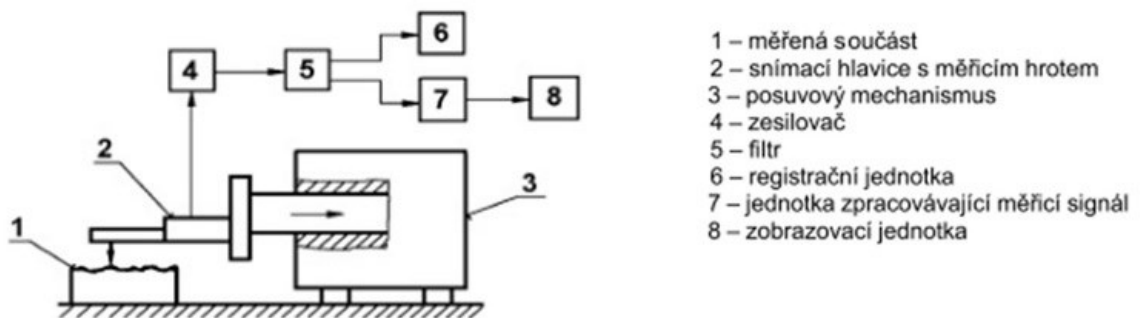 6
4
5
7
8
2
3
1
1 – měřená součást
2 – snímací hlavice s měřicím hrotem
3 – posuvový mechanismus
4 – zesilovač
5 – filtr
6 – registrační jednotka
7 – jednotka zpracovávající měřicí signál
8 – zobrazovací jednotka